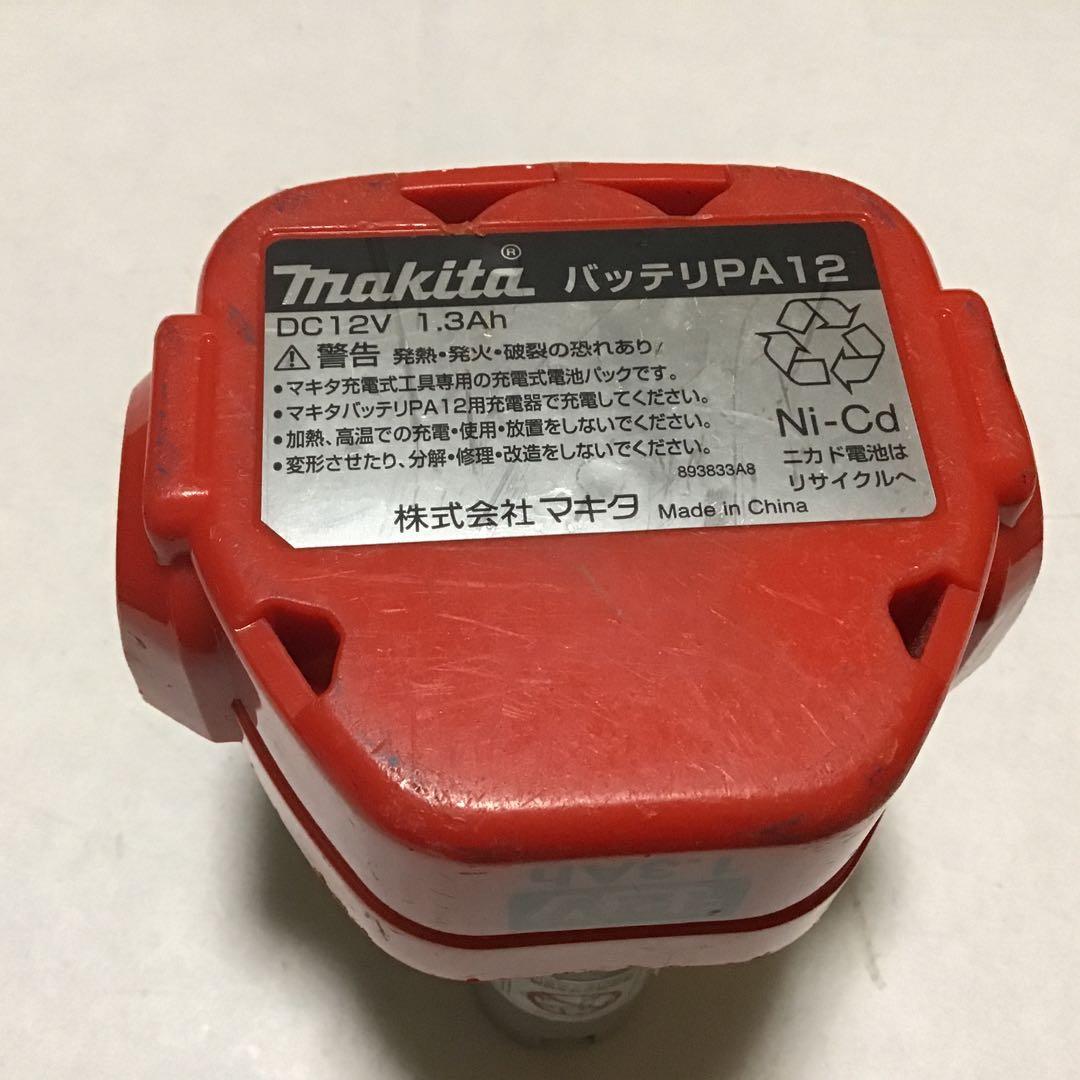 makita® バッテリPA12
DC12V 1.3Ah
⚠警告 発熱・発火・破裂の恐れあり
•マキタ充電式工具専用の充電式電池パックです。
•マキタバッテリPA12用充電器で充電してください。
•加熱、高温での充電・使用・放置をしないでください。
•変形させたり、分解・修理・改造をしないでください。
893833A8
Ni-Cd
ニカド電池は
リサイクルへ
株式会社マキタ Made in China
1.3Ah
12V